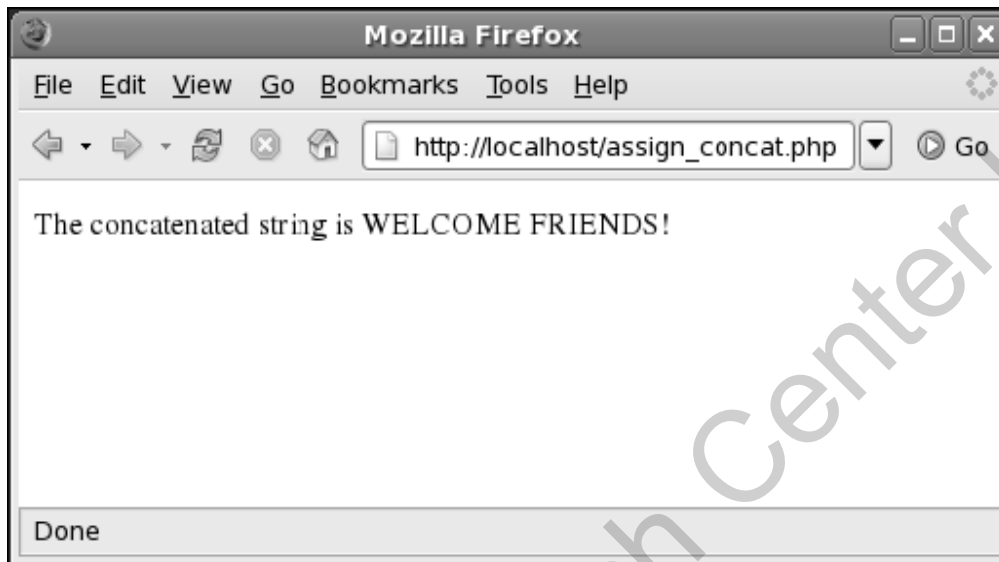 Mozilla Firefox
File Edit View Go Bookmarks Tools Help
http://localhost/assign_concat.php Go
The concatenated string is WELCOME FRIENDS!
Center
Done